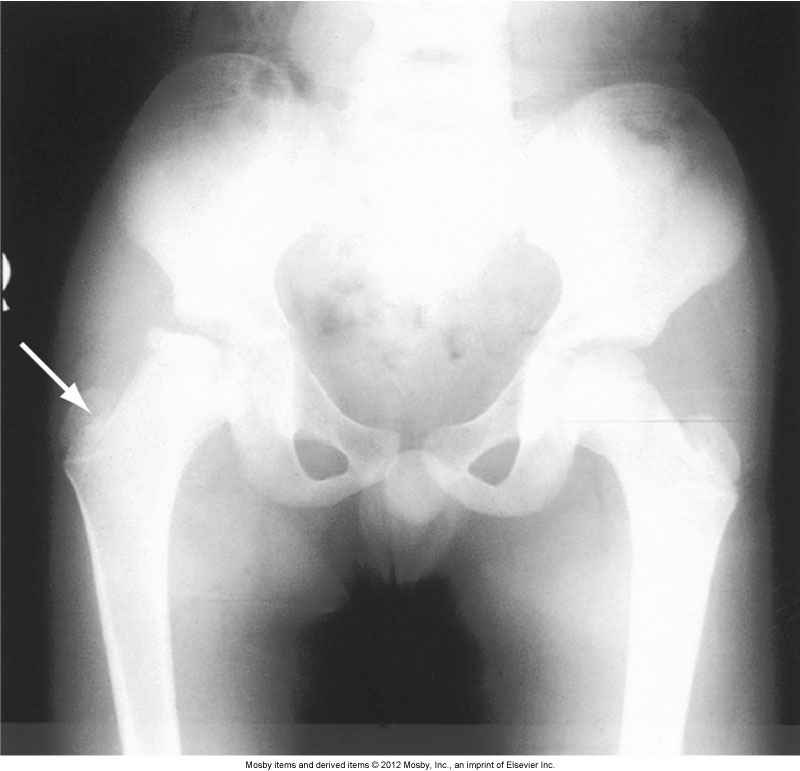 Mosby items and derived items © 2012 Mosby, Inc., an imprint of Elsevier Inc.